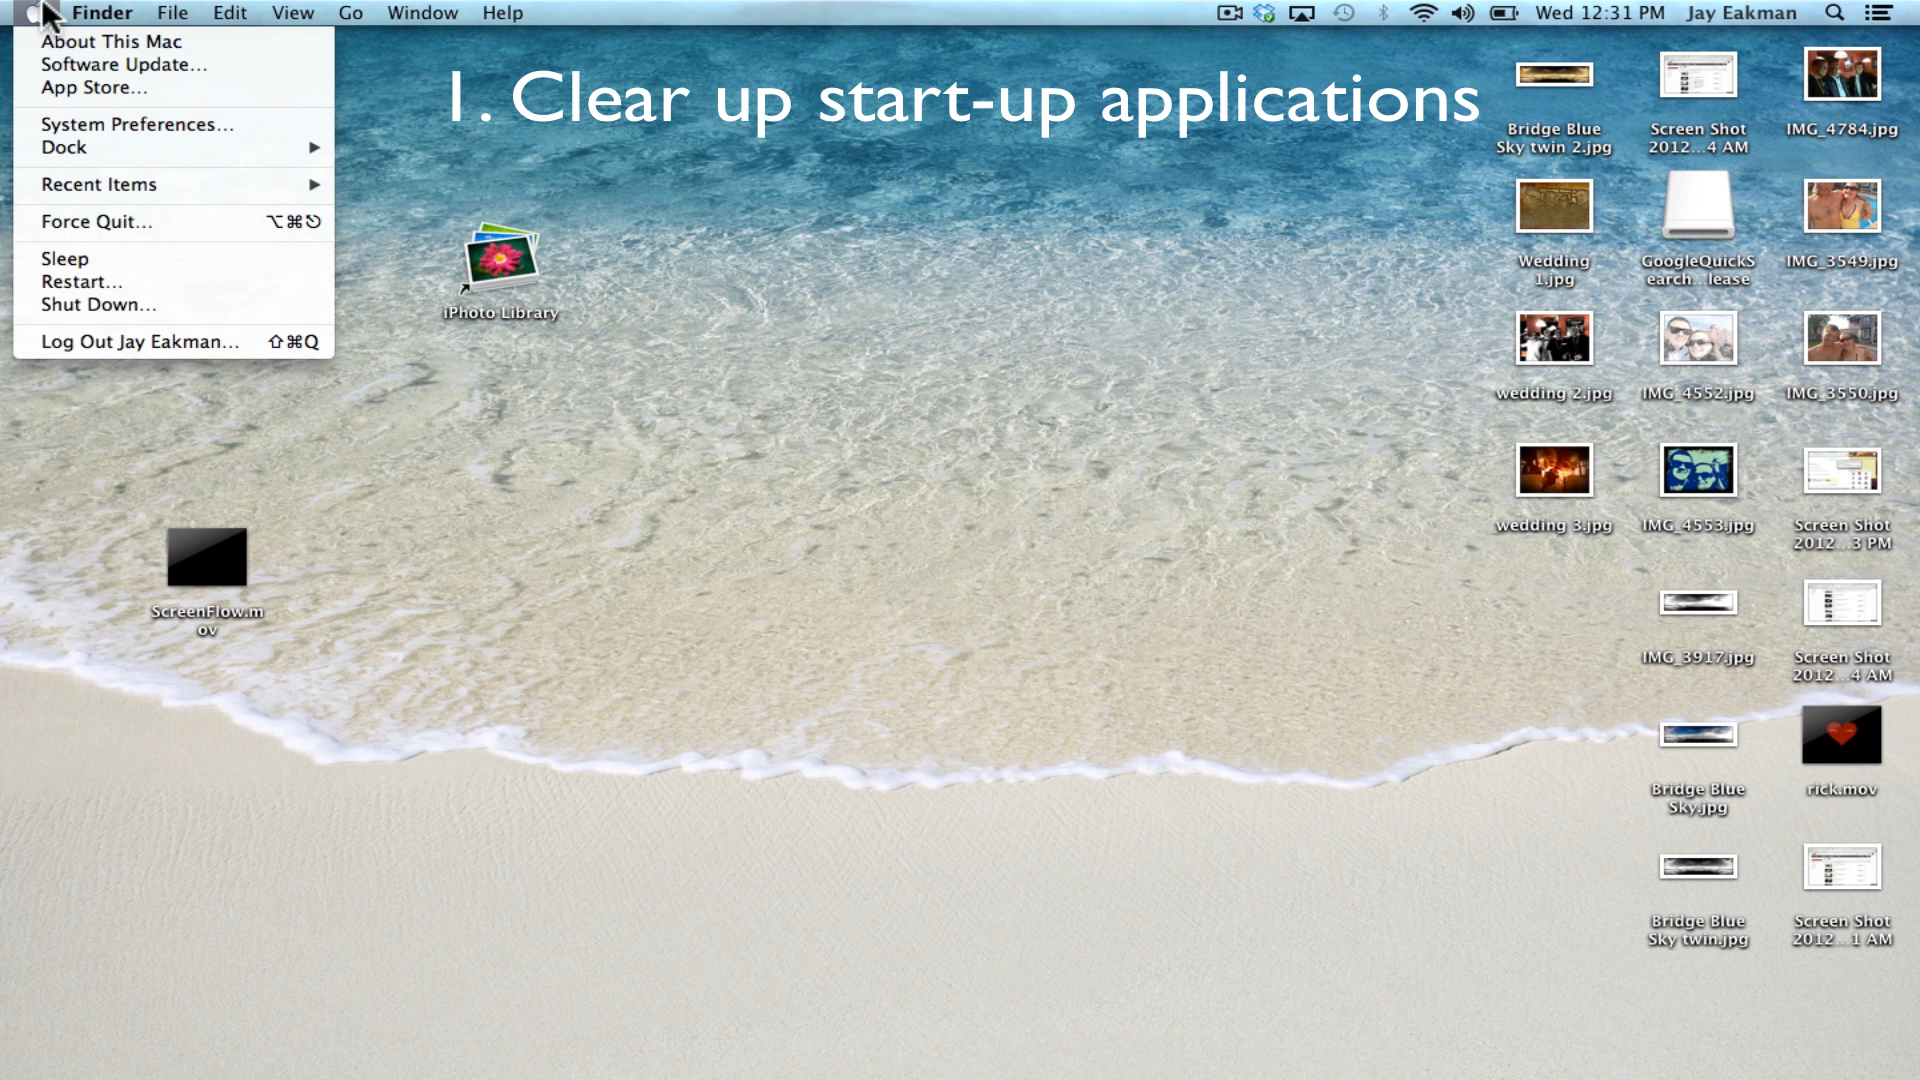 Finder File Edit View Go Window Help Wed 12:31 PM Jay Eakman
About This Mac
Software Update...
App Store...
System Preferences...
Dock
Recent Items
Force Quit... ⌥⌘⎋
Sleep
Restart...
Shut Down...
Log Out Jay Eakman... ⇧⌘Q
1. Clear up start-up applications
iPhoto Library
ScreenFlow.m
ov
Bridge Blue
Sky twin 2.jpg
Screen Shot
2012...4 AM
IMG_4784.jpg
Wedding
1.jpg
GoogleQuickS
earch...lease
IMG_3549.jpg
wedding 2.jpg
IMG_4552.jpg
IMG_3550.jpg
wedding 3.jpg
IMG_4553.jpg
Screen Shot
2012...3 PM
IMG_3917.jpg
Screen Shot
2012...4 AM
Bridge Blue
Sky.jpg
rick.mov
Bridge Blue
Sky twin.jpg
Screen Shot
2012...1 AM